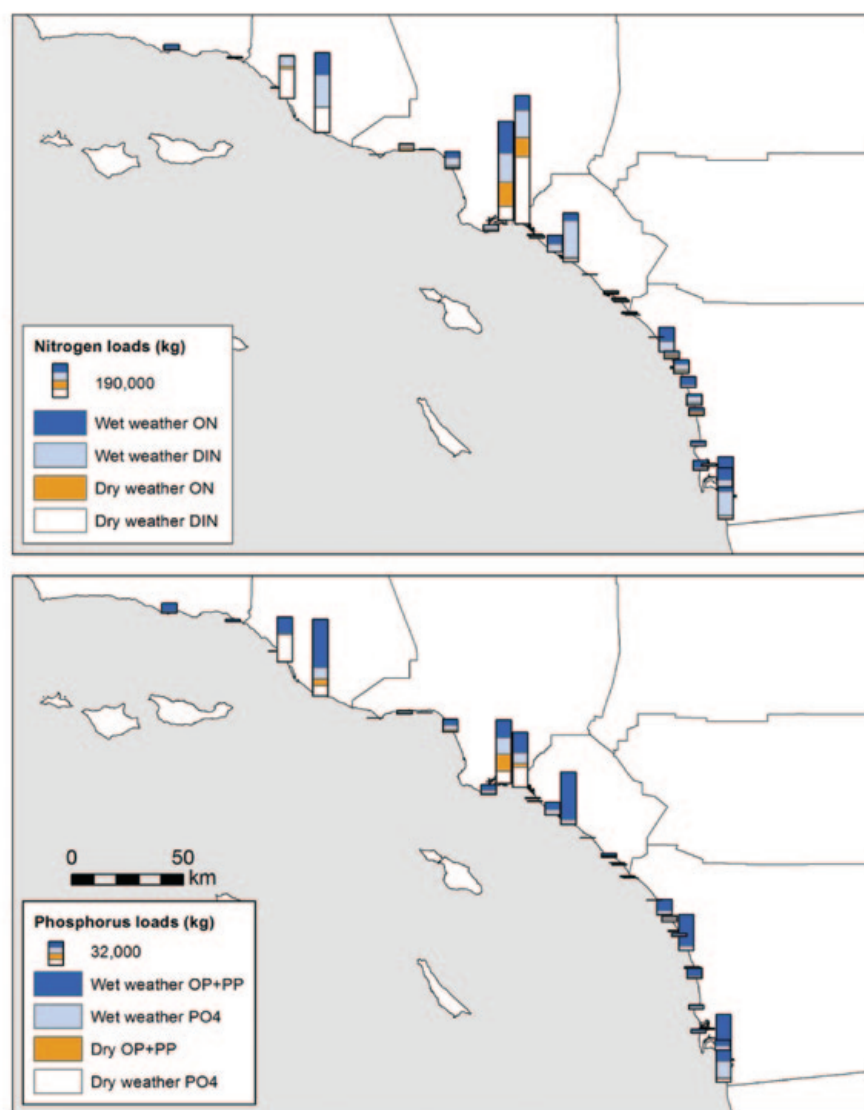 Nitrogen loads (kg)
190,000
Wet weather ON
Wet weather DIN
Dry weather ON
Dry weather DIN
0 50
km
Phosphorus loads (kg)
32,000
Wet weather OP+PP
Wet weather PO4
Dry OP+PP
Dry weather PO4